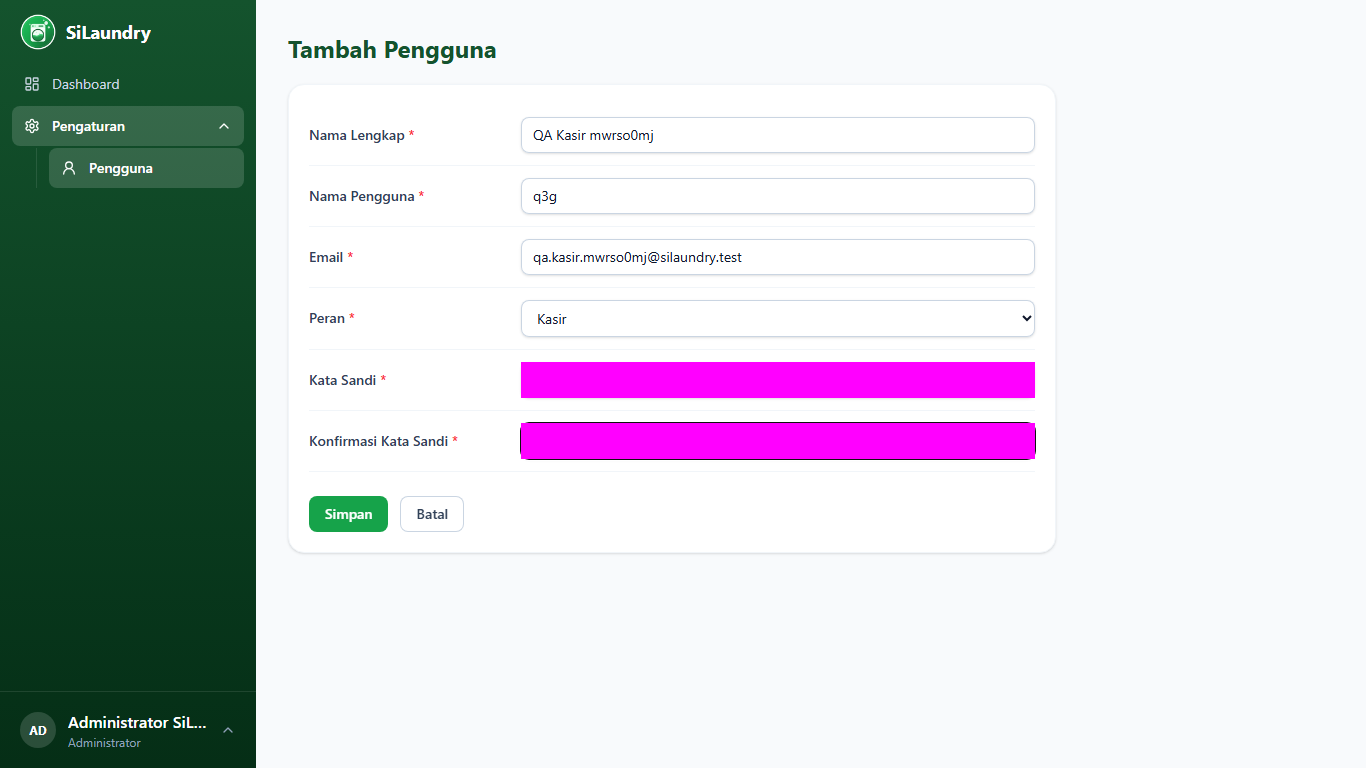 SiLaundry
Dashboard
Pengaturan
Pengguna
Tambah Pengguna
Nama Lengkap *
QA Kasir mwrso0mj
Nama Pengguna *
q3g
Email *
qa.kasir.mwrso0mj@silaundry.test
Peran *
Kasir
Kata Sandi *
Konfirmasi Kata Sandi *
Simpan
Batal
AD
Administrator SiL...
Administrator